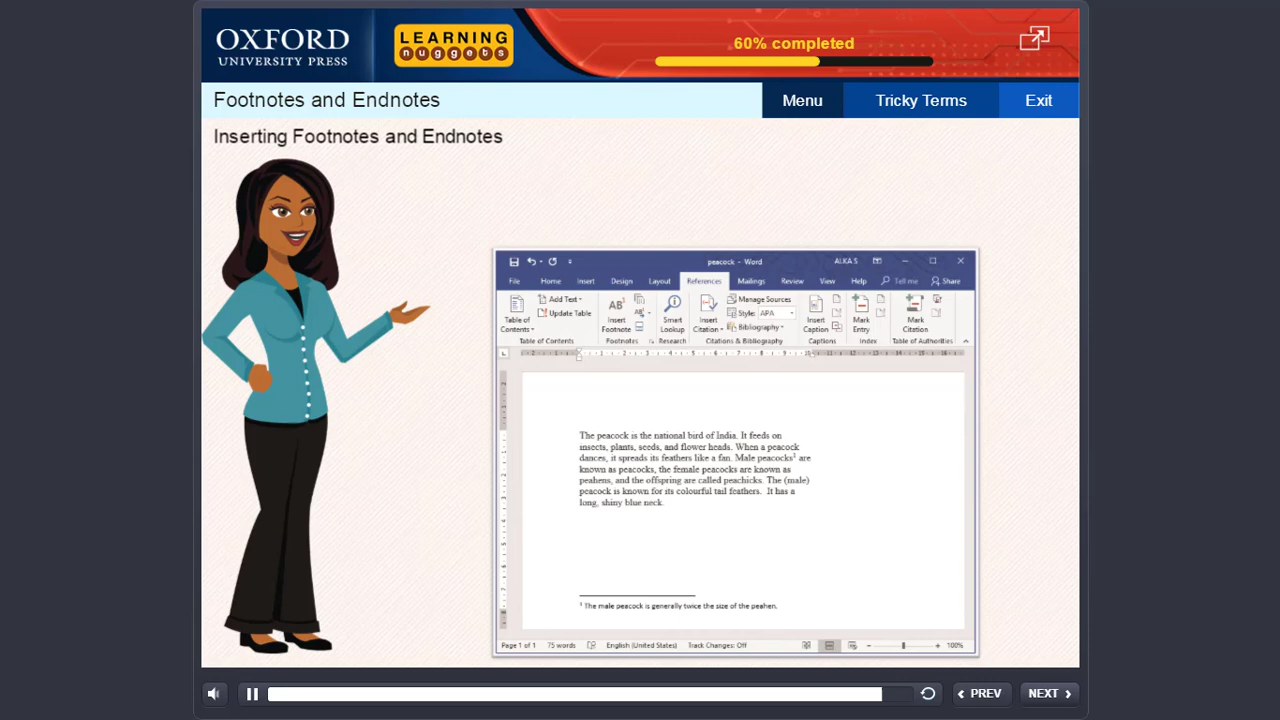 OXFORD
UNIVERSITY PRESS
LEARNING
nuggets
60% completed
Footnotes and Endnotes
Menu
Tricky Terms
Exit
Inserting Footnotes and Endnotes
peacock - Word
ALKA S
File
Home
Insert
Design
Layout
References
Mailings
Review
View
Help
Tell me
Share
Table of
Contents
Add Text
Update Table
Table of Contents
AB¹
Insert
Footnote
Footnotes
Smart
Lookup
Research
Insert
Citation
Manage Sources
Style: APA
Bibliography
Citations & Bibliography
Insert
Caption
Captions
Mark
Entry
Index
Mark
Citation
Table of Authorities
The peacock is the national bird of India. It feeds on
insects, plants, seeds, and flower heads. When a peacock
dances, it spreads its feathers like a fan. Male peacocks¹ are
known as peacocks, the female peacocks are known as
peahens, and the offspring are called peachicks. The (male)
peacock is known for its colourful tail feathers. It has a
long, shiny blue neck.
¹ The male peacock is generally twice the size of the peahen.
Page 1 of 1
75 words
English (United States)
Track Changes: Off
100%
PREV
NEXT